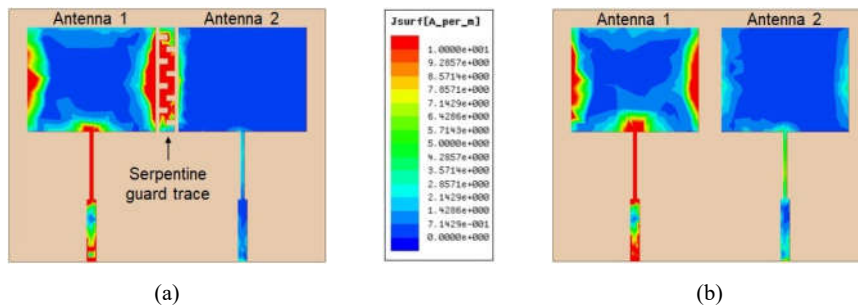 Antenna 1
Antenna 2
Serpentine
guard trace
(a)
Jsurf[A_per_m]
1.0000e+001
9.2857e+000
8.5714e+000
7.8571e+000
7.1429e+000
6.4286e+000
5.7143e+000
5.0000e+000
4.2857e+000
3.5714e+000
2.8571e+000
2.1429e+000
1.4286e+000
7.1429e-001
0.0000e+000
Antenna 1
Antenna 2
(b)